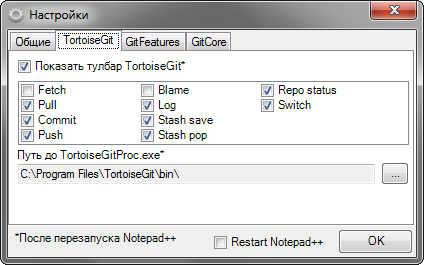 Настройки
Общие TortoiseGit GitFeatures GitCore
Показать тулбар TortoiseGit*
Fetch Blame Repo status
Pull Log Switch
Commit Stash save
Push Stash pop
Путь до TortoiseGitProc.exe*
C:\Program Files\TortoiseGit\bin\ ...
*После перезапуска Notepad++ Restart Notepad++ OK